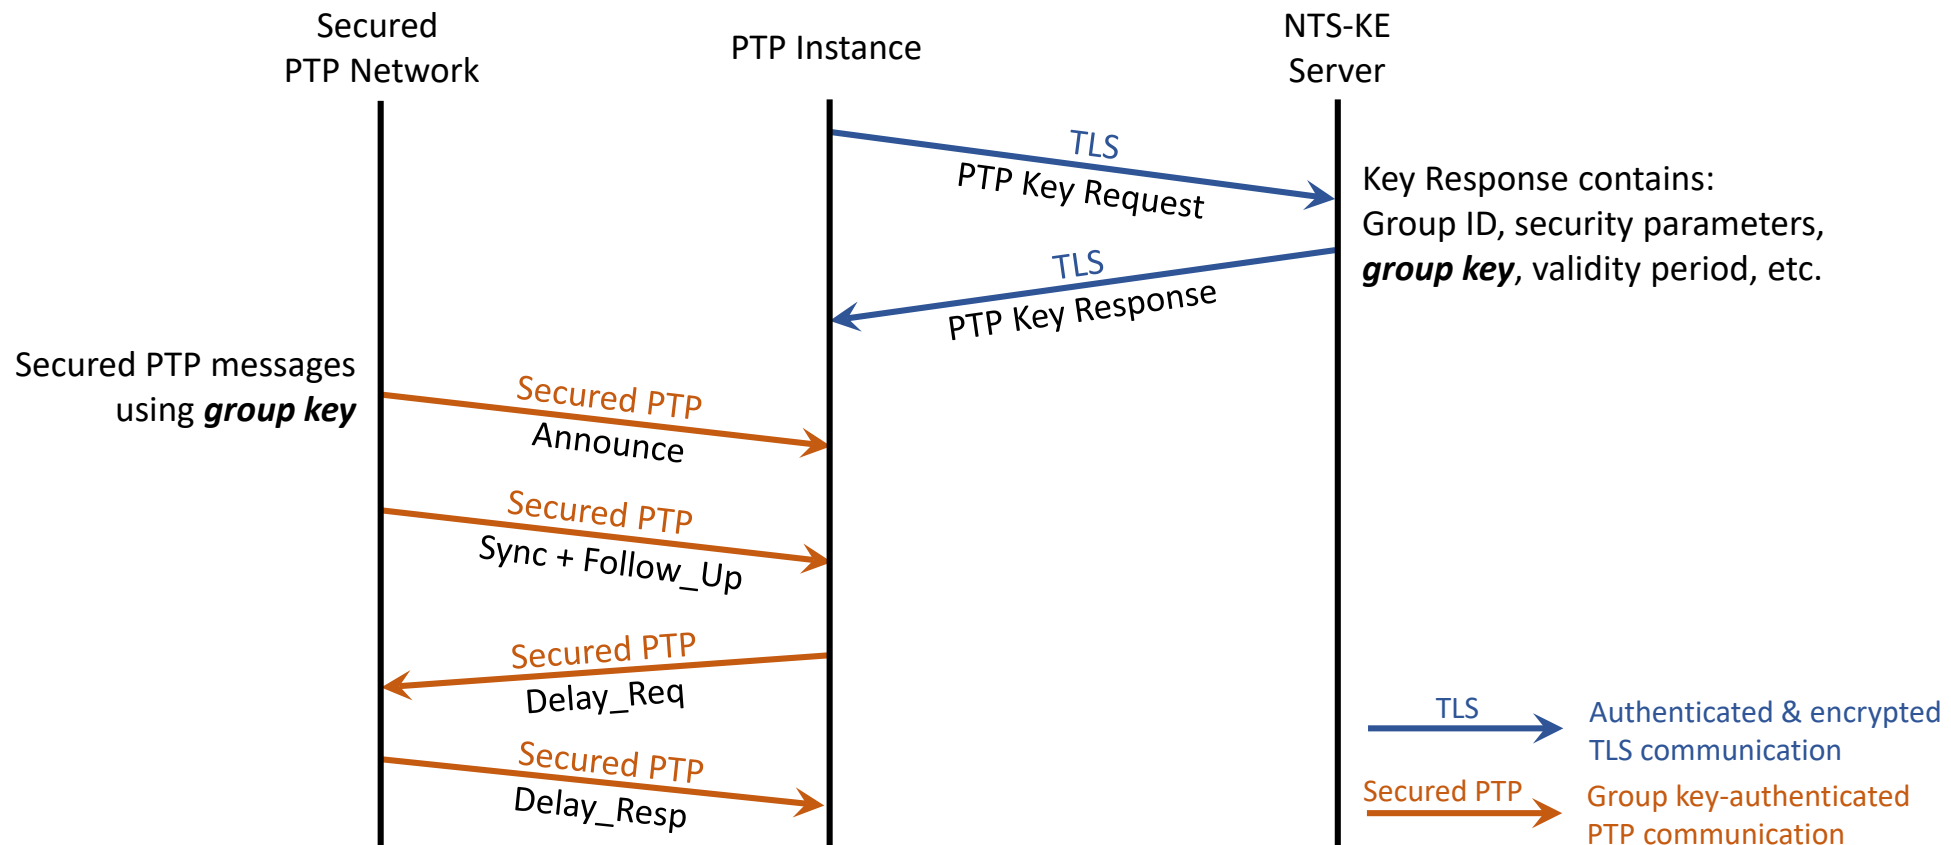 Secured
PTP Network
PTP Instance
NTS-KE
Server
TLS
PTP Key Request
Key Response contains:
Group ID, security parameters,
group key, validity period, etc.
TLS
PTP Key Response
Secured PTP messages
using group key
Secured PTP
Announce
Secured PTP
Sync + Follow_Up
Secured PTP
Delay_Req
Secured PTP
Delay_Resp
TLS
Authenticated & encrypted
TLS communication
Secured PTP
Group key-authenticated
PTP communication